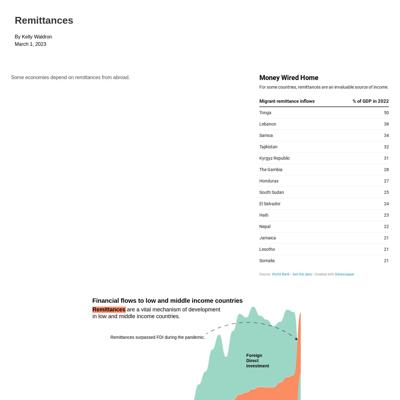 Remittances
By Kelly Waldron
March 1, 2023
Some economies depend on remittances from abroad.
Money Wired Home
For some countries, remittances are an invaluable source of income.
Migrant remittance inflows % of GDP in 2022
Tonga 50
Lebanon 38
Samoa 34
Tajikistan 32
Kyrgyz Republic 31
The Gambia 28
Honduras 27
South Sudan 25
El Salvador 24
Haiti 23
Nepal 22
Jamaica 21
Lesotho 21
Somalia 21
Source: World Bank · Get the data · Created with Datawrapper
Financial flows to low and middle income countries
Remittances are a vital mechanism of development
in low and middle income countries.
Remittances surpassed FDI during the pandemic.
Foreign
Direct
Investment